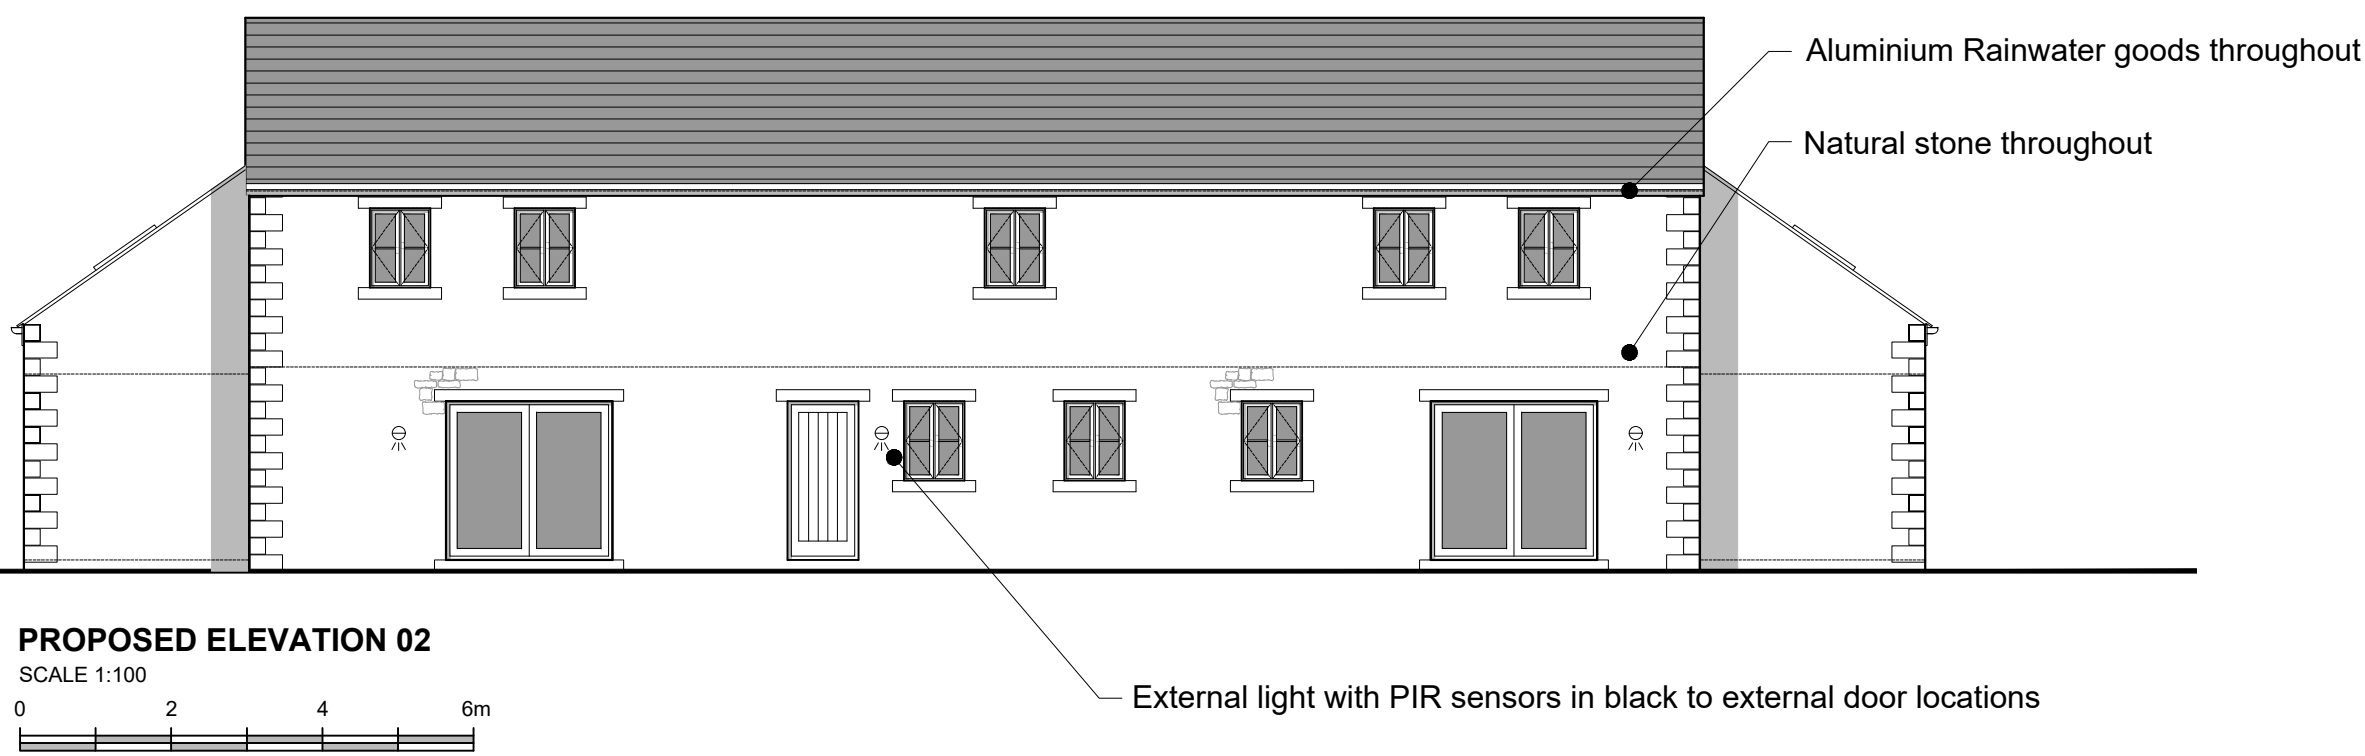 Aluminium Rainwater goods throughout
Natural stone throughout
PROPOSED ELEVATION 02
SCALE 1:100
0 2 4 6m
External light with PIR sensors in black to external door locations